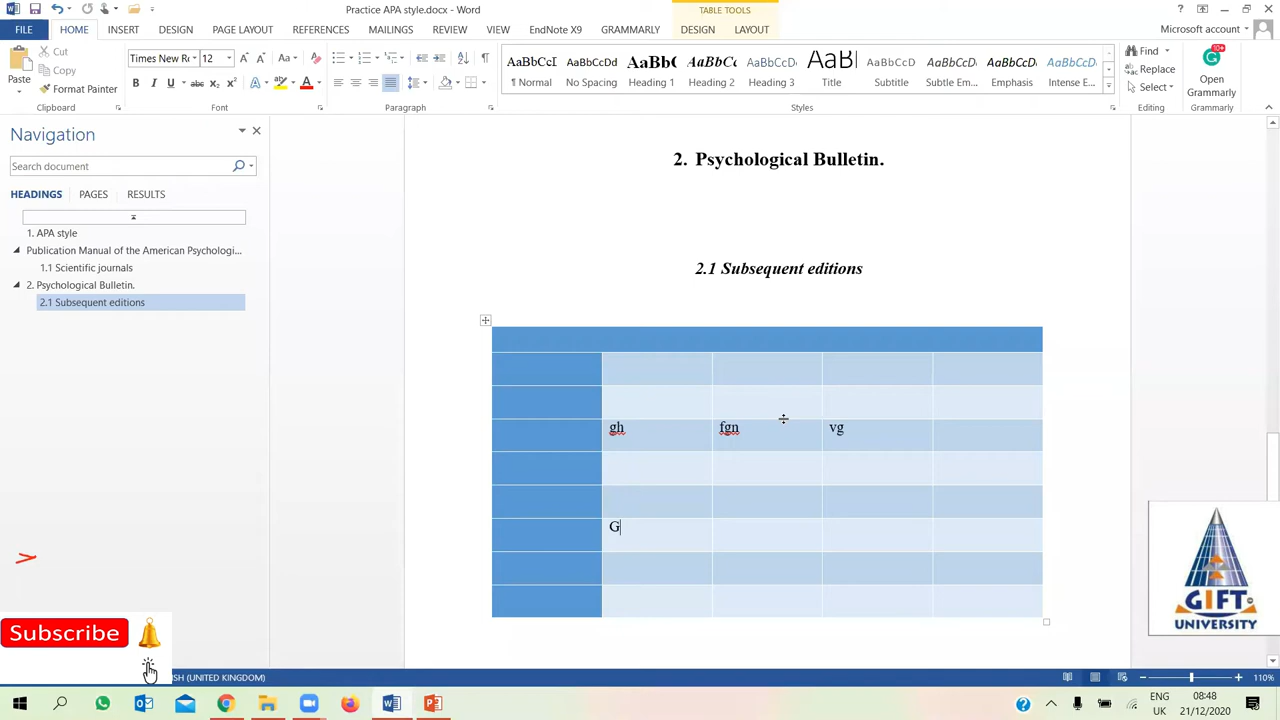 Practice APA style.docx - Word
TABLE TOOLS
FILE
HOME
INSERT
DESIGN
PAGE LAYOUT
REFERENCES
MAILINGS
REVIEW
VIEW
EndNote X9
GRAMMARLY
DESIGN
LAYOUT
Microsoft account
Paste
Cut
Copy
Format Painter
Clipboard
Times New Ro
12
Font
Paragraph
AaBbCcI
¶ Normal
AaBbCcDd
No Spacing
AaBbC
Heading 1
AaBbCc
Heading 2
AaBbCcDd
Heading 3
AaB
Title
AaBbCcD
Subtitle
AaBbCcDd
Subtle Em...
AaBbCcDd
Emphasis
AaBbCcDd
Intense E...
Styles
Find
Replace
Select
Editing
10+
Open
Grammarly
Grammarly
Navigation
Search document
HEADINGS
PAGES
RESULTS
1. APA style
Publication Manual of the American Psychologi...
1.1 Scientific journals
2. Psychological Bulletin.
2.1 Subsequent editions
2. Psychological Bulletin.
2.1 Subsequent editions
gh
fgn
vg
G
GIFT
UNIVERSITY
Subscribe
SH (UNITED KINGDOM)
110%
ENG
UK
08:48
21/12/2020